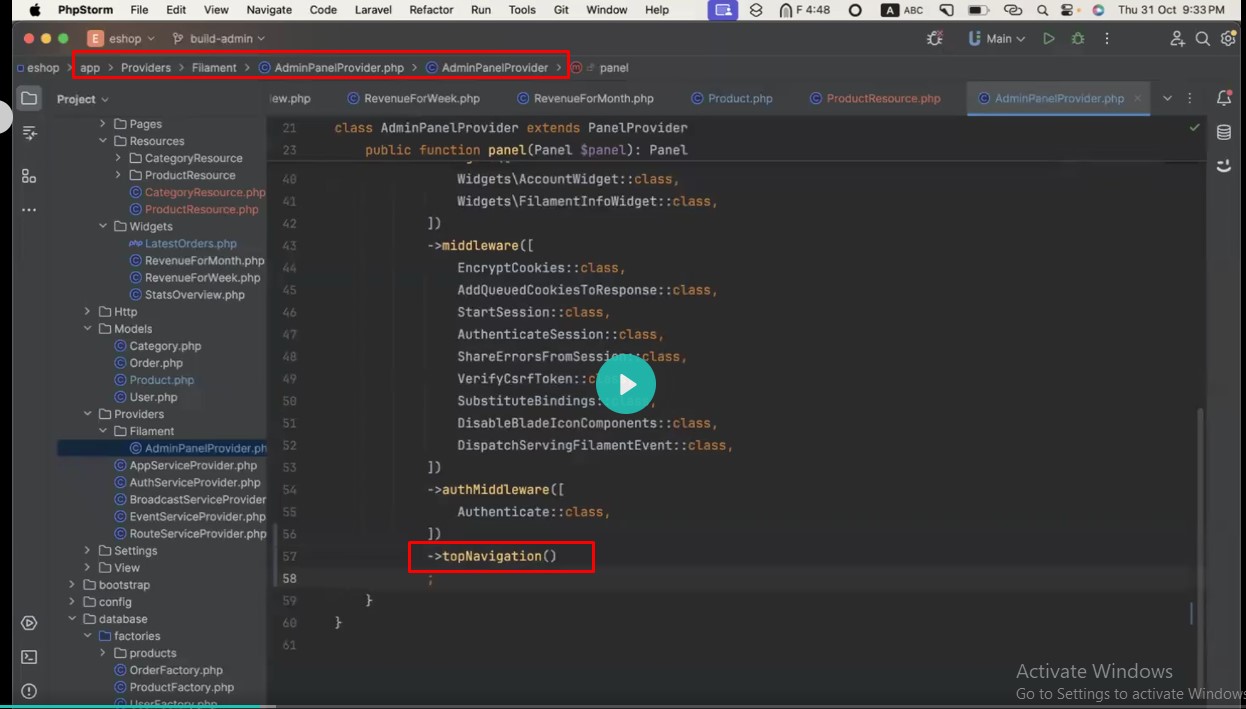 PhpStorm File Edit View Navigate Code Laravel Refactor Run Tools Git Window Help F 4:48 A ABC Thu 31 Oct 9:33 PM
E eshop build-admin Main
eshop app Providers Filament AdminPanelProvider.php AdminPanelProvider panel
Project
iew.php RevenueForWeek.php RevenueForMonth.php Product.php ProductResource.php AdminPanelProvider.php
Pages
Resources
CategoryResource
ProductResource
CategoryResource.php
ProductResource.php
Widgets
LatestOrders.php
RevenueForMonth.php
RevenueForWeek.php
StatsOverview.php
Http
Models
Category.php
Order.php
Product.php
User.php
Providers
Filament
AdminPanelProvider.ph
AppServiceProvider.php
AuthServiceProvider.php
BroadcastServiceProvider
EventServiceProvider.php
RouteServiceProvider.php
Settings
View
bootstrap
config
database
factories
products
OrderFactory.php
ProductFactory.php
UserFactory.php
21 class AdminPanelProvider extends PanelProvider
23 public function panel(Panel $panel): Panel
40 Widgets\AccountWidget::class,
41 Widgets\FilamentInfoWidget::class,
42 ])
43 ->middleware([
44 EncryptCookies::class,
45 AddQueuedCookiesToResponse::class,
46 StartSession::class,
47 AuthenticateSession::class,
48 ShareErrorsFromSession::class,
49 VerifyCsrfToken::c
50 SubstituteBindings:
51 DisableBladeIconComponents::class,
52 DispatchServingFilamentEvent::class,
53 ])
54 ->authMiddleware([
55 Authenticate::class,
56 ])
57 ->topNavigation()
58 ;
59 }
60 }
61
Activate Windows
Go to Settings to activate Windows